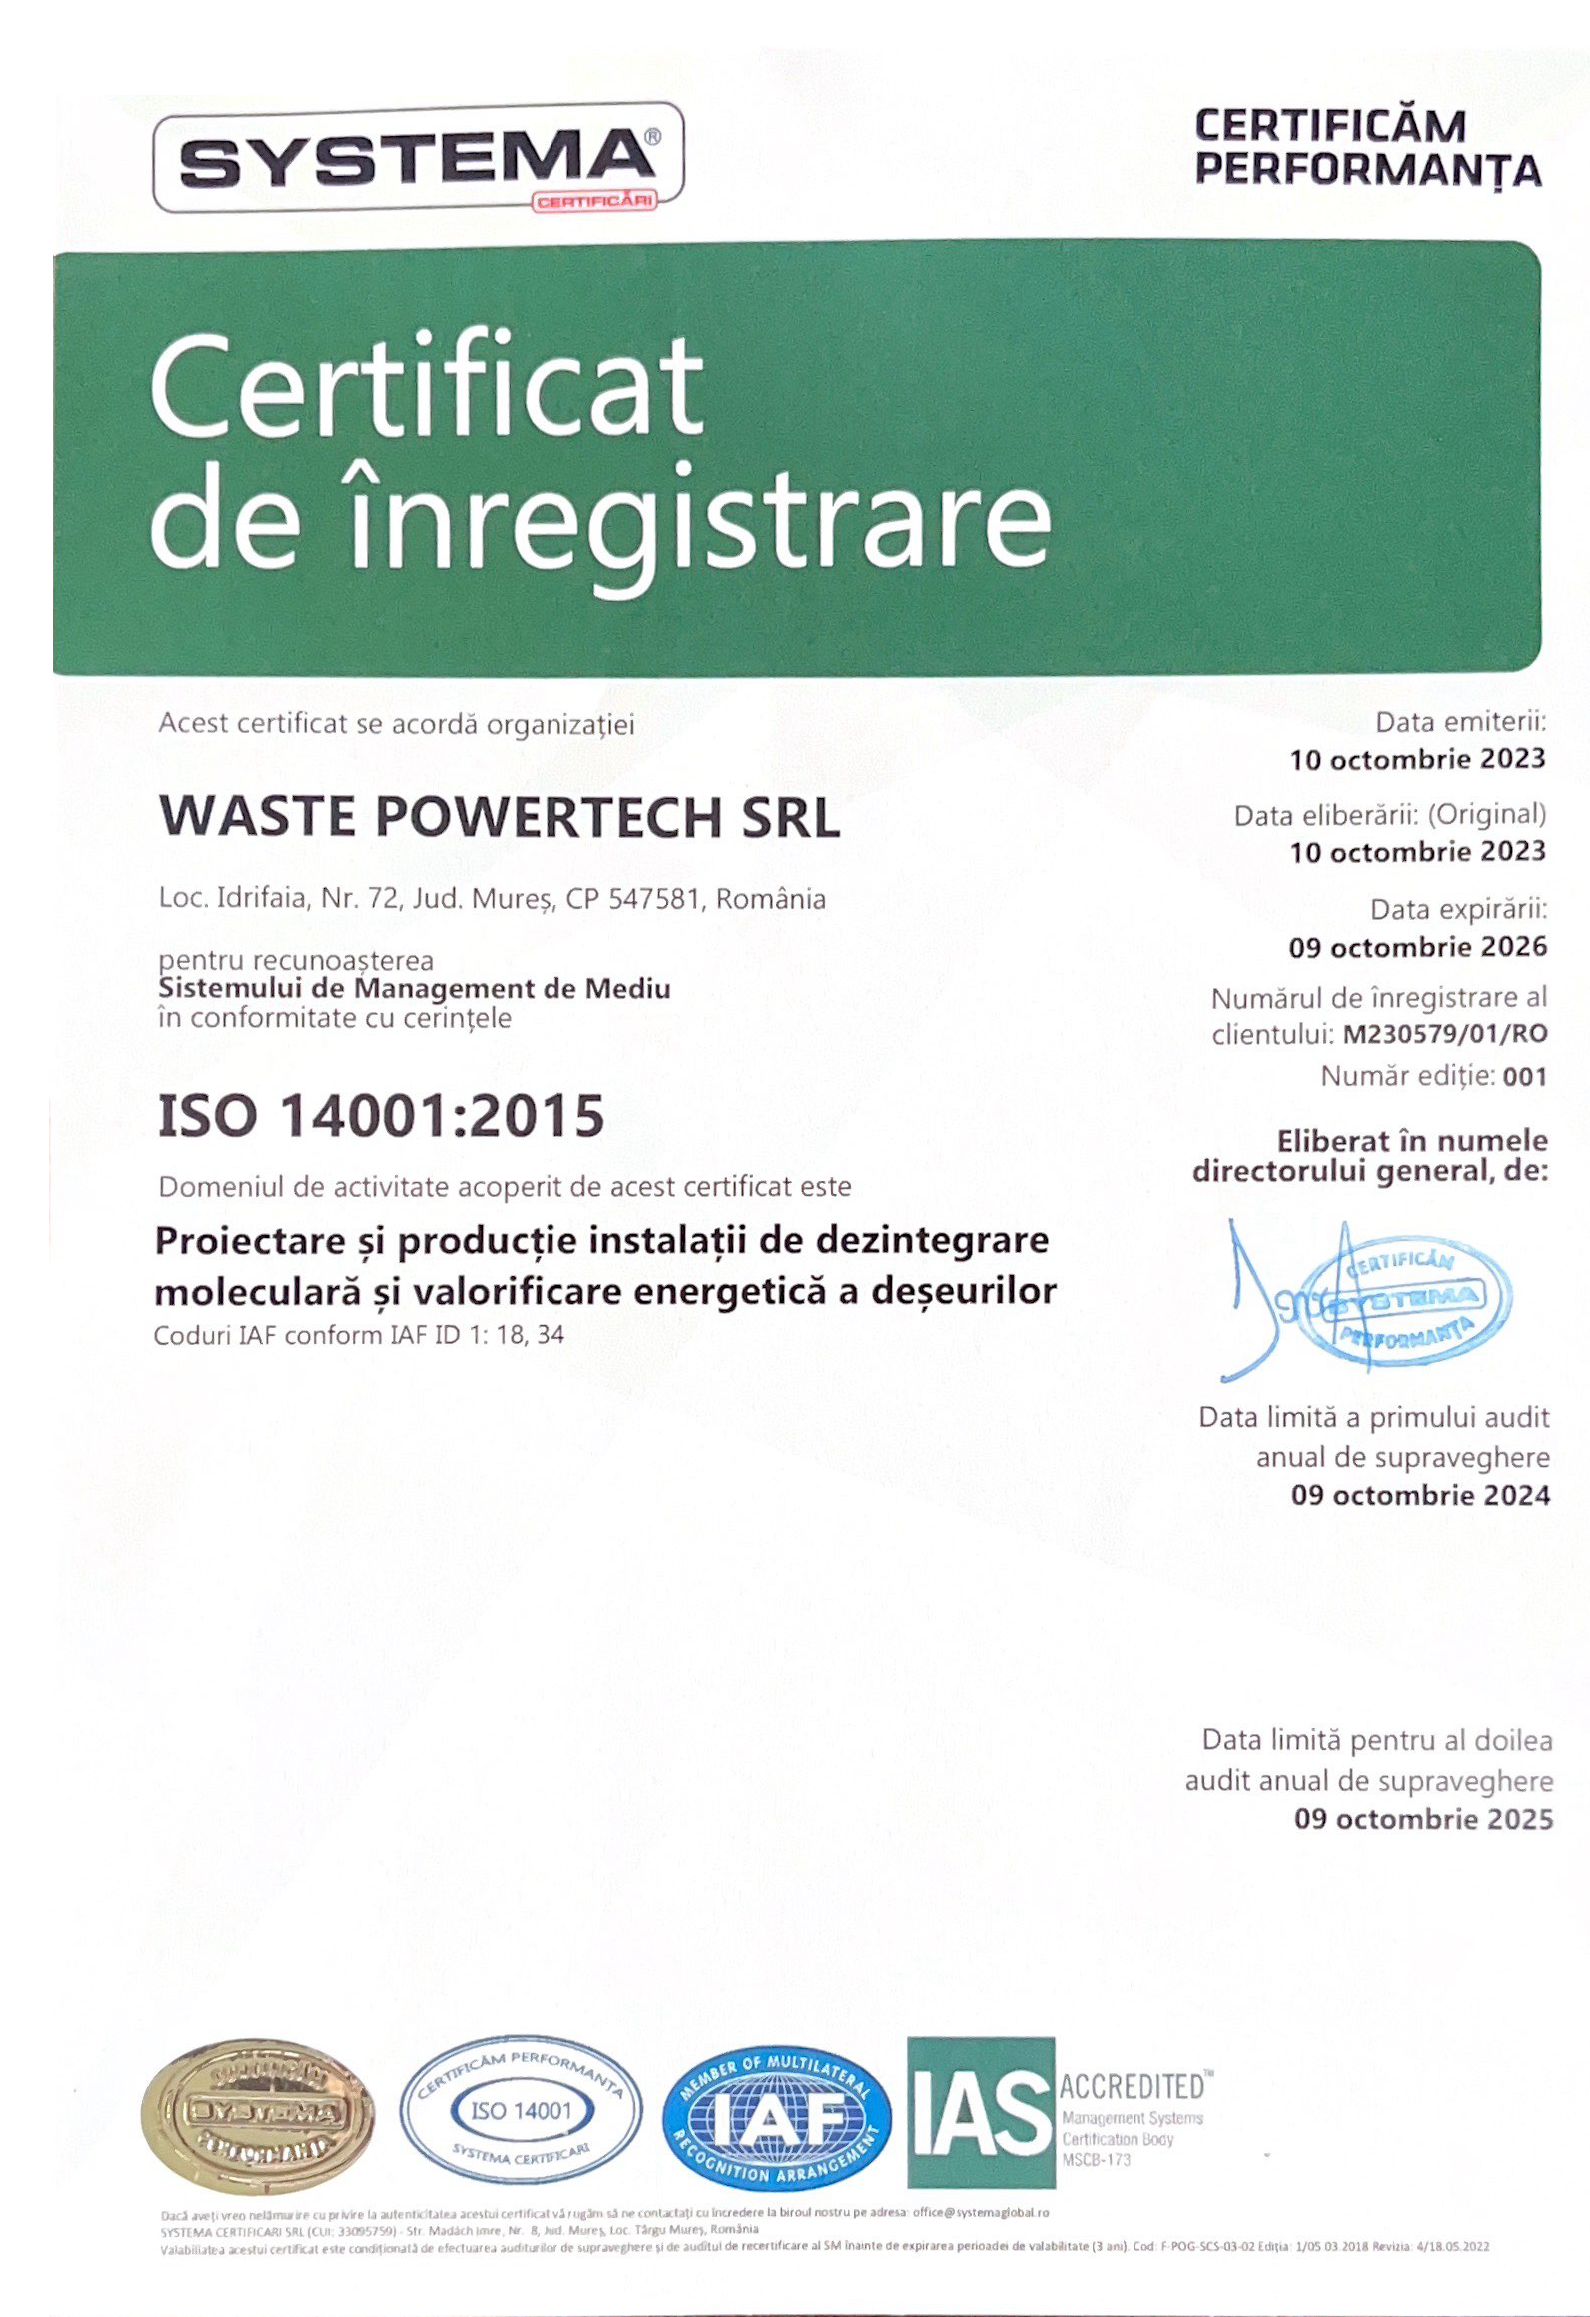 SYSTEMA®
CERTIFICĂRI
CERTIFICĂM
PERFORMANȚA
Certificat
de înregistrare
Acest certificat se acordă organizației
WASTE POWERTECH SRL
Loc. Idrifaia, Nr. 72, Jud. Mureș, CP 547581, România
pentru recunoașterea
Sistemului de Management de Mediu
în conformitate cu cerințele
ISO 14001:2015
Domeniul de activitate acoperit de acest certificat este
Proiectare și producție instalații de dezintegrare
moleculară și valorificare energetică a deșeurilor
Coduri IAF conform IAF ID 1: 18, 34
Data emiterii:
10 octombrie 2023
Data eliberării: (Original)
10 octombrie 2023
Data expirării:
09 octombrie 2026
Numărul de înregistrare al
clientului: M230579/01/RO
Număr ediție: 001
Eliberat în numele
directorului general, de:
CERTIFICĂM
SYSTEMA
PERFORMANȚA
Data limită a primului audit
anual de supraveghere
09 octombrie 2024
Data limită pentru al doilea
audit anual de supraveghere
09 octombrie 2025
SYSTEMA
PERFORMANȚA
CERTIFICĂM PERFORMANȚA
ISO 14001
SYSTEMA CERTIFICARI
MEMBER OF MULTILATERAL
IAF
RECOGNITION ARRANGEMENT
IAS
ACCREDITED™
Management Systems
Certification Body
MSCB-173
Dacă aveți vreo nelămurire cu privire la autenticitatea acestui certificat vă rugăm să ne contactați cu încredere la biroul nostru pe adresa: office@systemaglobal.ro
SYSTEMA CERTIFICARI SRL (CUI: 33095759) - Str. Madách Imre, Nr. 8, Jud. Mureș, Loc. Târgu Mureș, România
Valabilitatea acestui certificat este condiționată de efectuarea auditurilor de supraveghere și de auditul de recertificare al SM înainte de expirarea perioadei de valabilitate (3 ani). Cod: F-POG-SCS-03-02 Ediția: 1/05.03.2018 Revizia: 4/18.05.2022